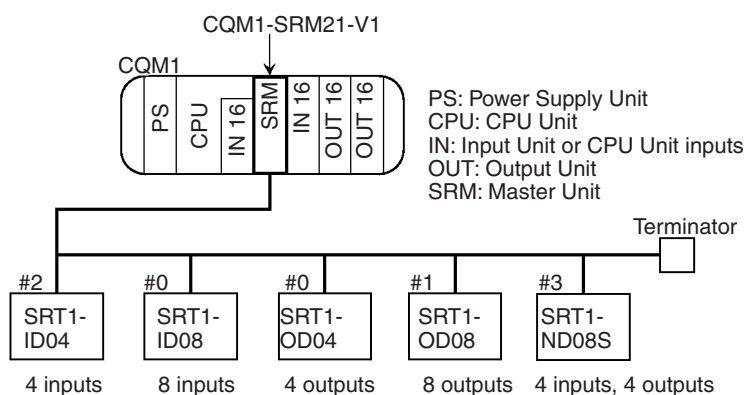 CQM1-SRM21-V1
CQM1
PS
CPU
IN 16
SRM
IN 16
OUT 16
OUT 16
PS: Power Supply Unit
CPU: CPU Unit
IN: Input Unit or CPU Unit inputs
OUT: Output Unit
SRM: Master Unit
Terminator
#2
#0
#0
#1
#3
SRT1-
ID04
SRT1-
ID08
SRT1-
OD04
SRT1-
OD08
SRT1-
ND08S
4 inputs
8 inputs
4 outputs
8 outputs
4 inputs, 4 outputs